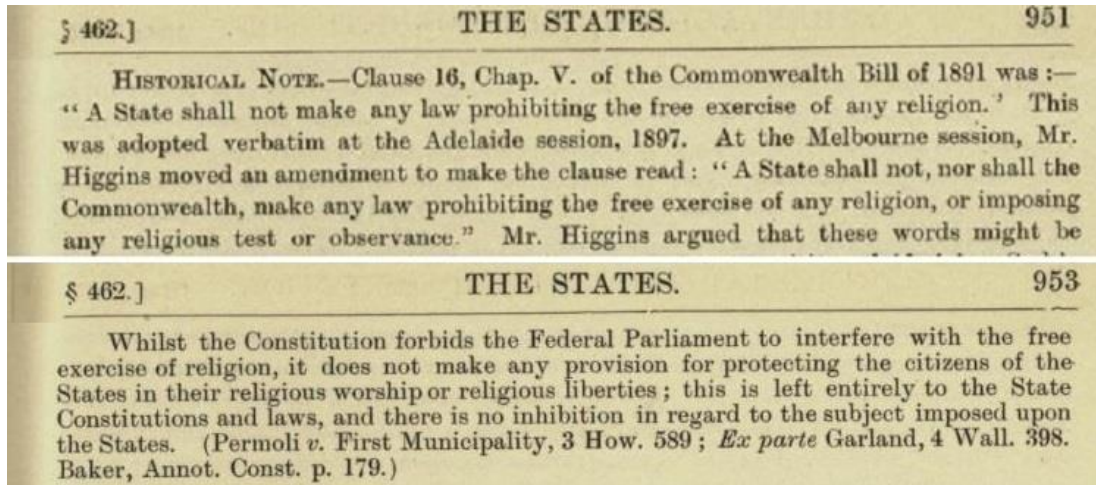 § 462.] THE STATES. 951
HISTORICAL NOTE.—Clause 16, Chap. V. of the Commonwealth Bill of 1891 was :—
“ A State shall not make any law prohibiting the free exercise of any religion. ’ This
was adopted verbatim at the Adelaide session, 1897. At the Melbourne session, Mr.
Higgins moved an amendment to make the clause read : “ A State shall not, nor shall the
Commonwealth, make any law prohibiting the free exercise of any religion, or imposing
any religious test or observance.” Mr. Higgins argued that these words might be
§ 462.] THE STATES. 953
Whilst the Constitution forbids the Federal Parliament to interfere with the free
exercise of religion, it does not make any provision for protecting the citizens of the
States in their religious worship or religious liberties ; this is left entirely to the State
Constitutions and laws, and there is no inhibition in regard to the subject imposed upon
the States. (Permoli v. First Municipality, 3 How. 589 ; Ex parte Garland, 4 Wall. 398.
Baker, Annot. Const. p. 179.)